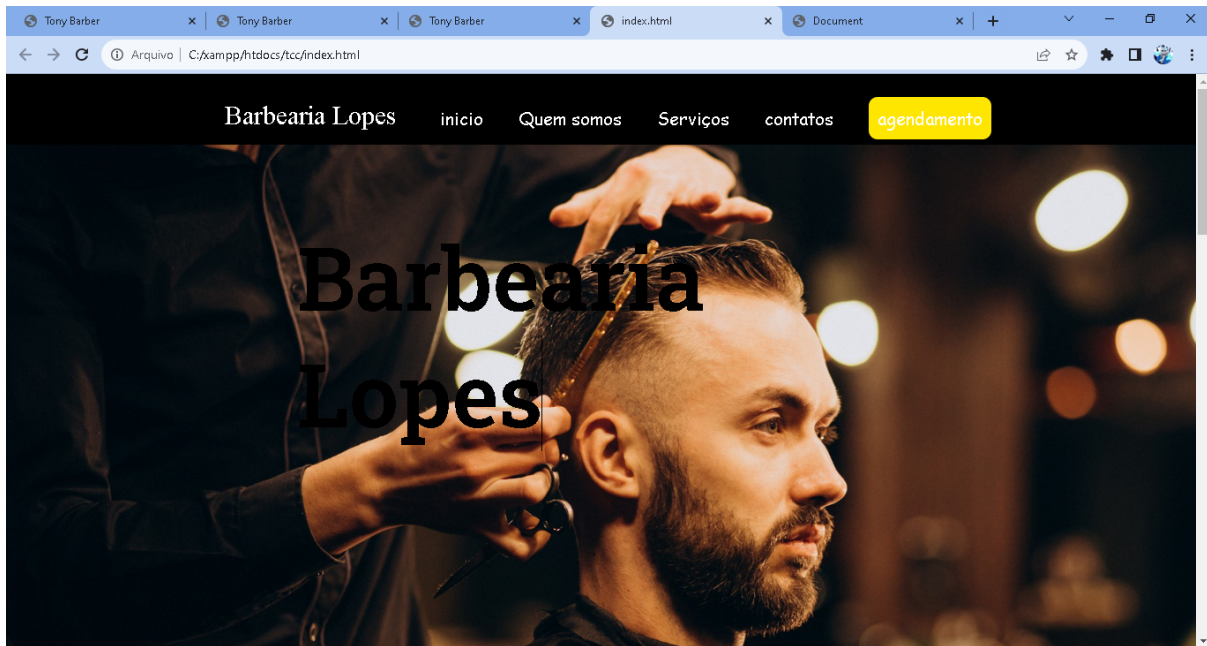 Tony Barber
Tony Barber
Tony Barber
index.html
Document
Arquivo C:/xampp/htdocs/tcc/index.html
Barbearia Lopes inicio Quem somos Serviços contatos agendamento
Barbearia
Lopes